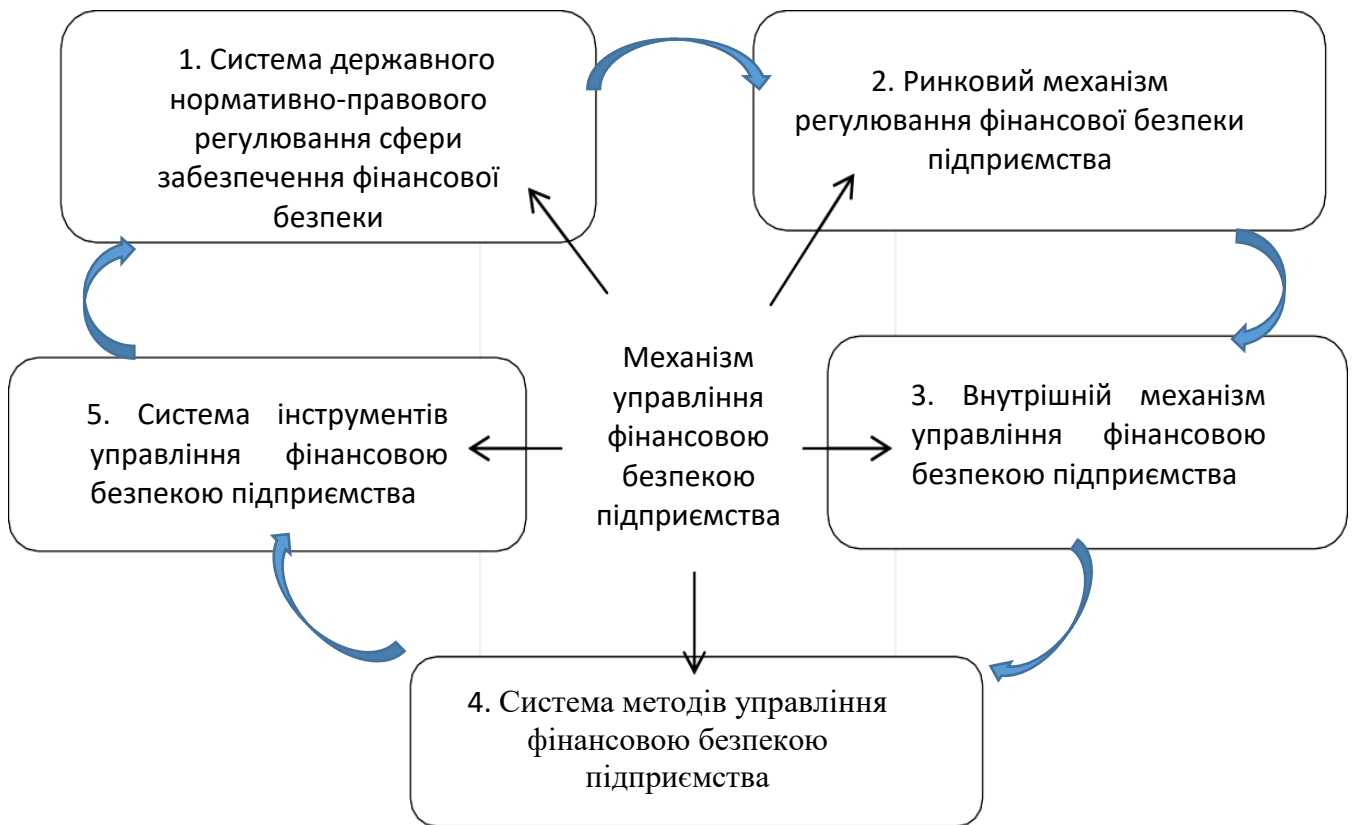 1. Система державного
нормативно-правового
регулювання сфери
забезпечення фінансової
безпеки
2. Ринковий механізм
регулювання фінансової безпеки
підприємства
Механізм
управління
фінансовою
безпекою
підприємства
3. Внутрішній механізм
управління фінансовою
безпекою підприємства
4. Система методів управління
фінансовою безпекою
підприємства
5. Система інструментів
управління фінансовою
безпекою підприємства